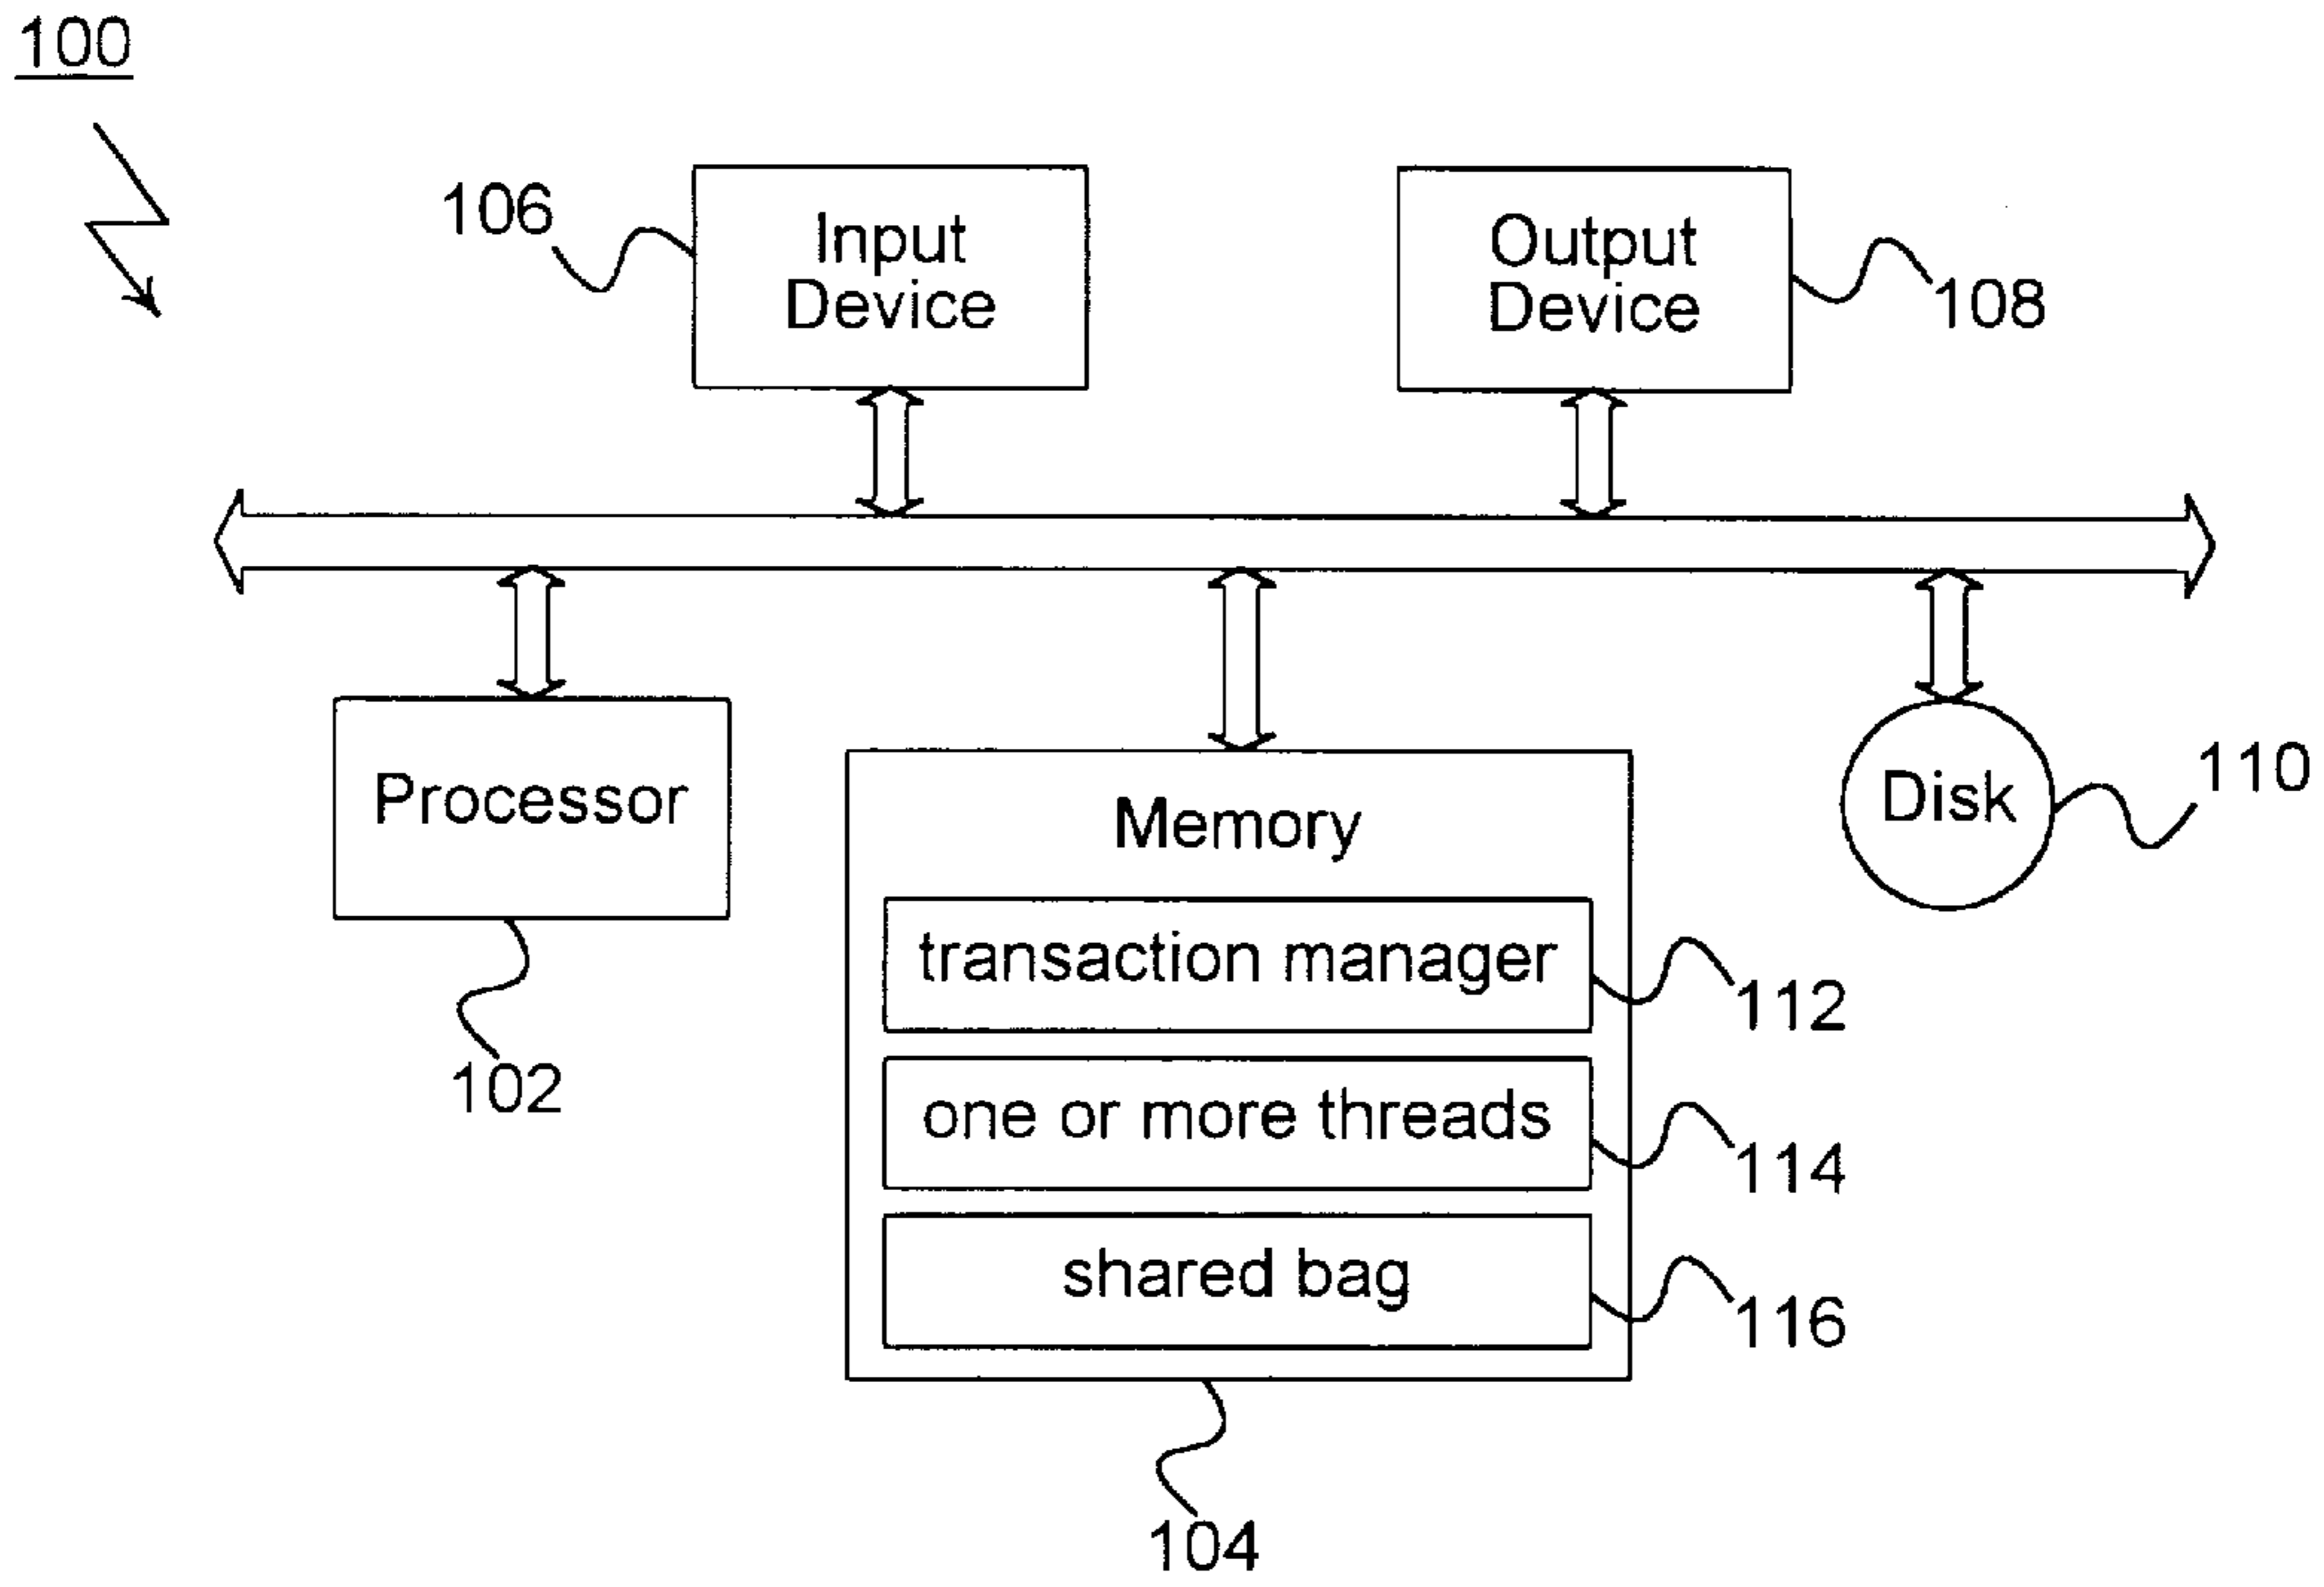 100
106
Input
Device
Output
Device
108
Processor
102
Memory
transaction manager
112
one or more threads
114
shared bag
116
104
Disk
110